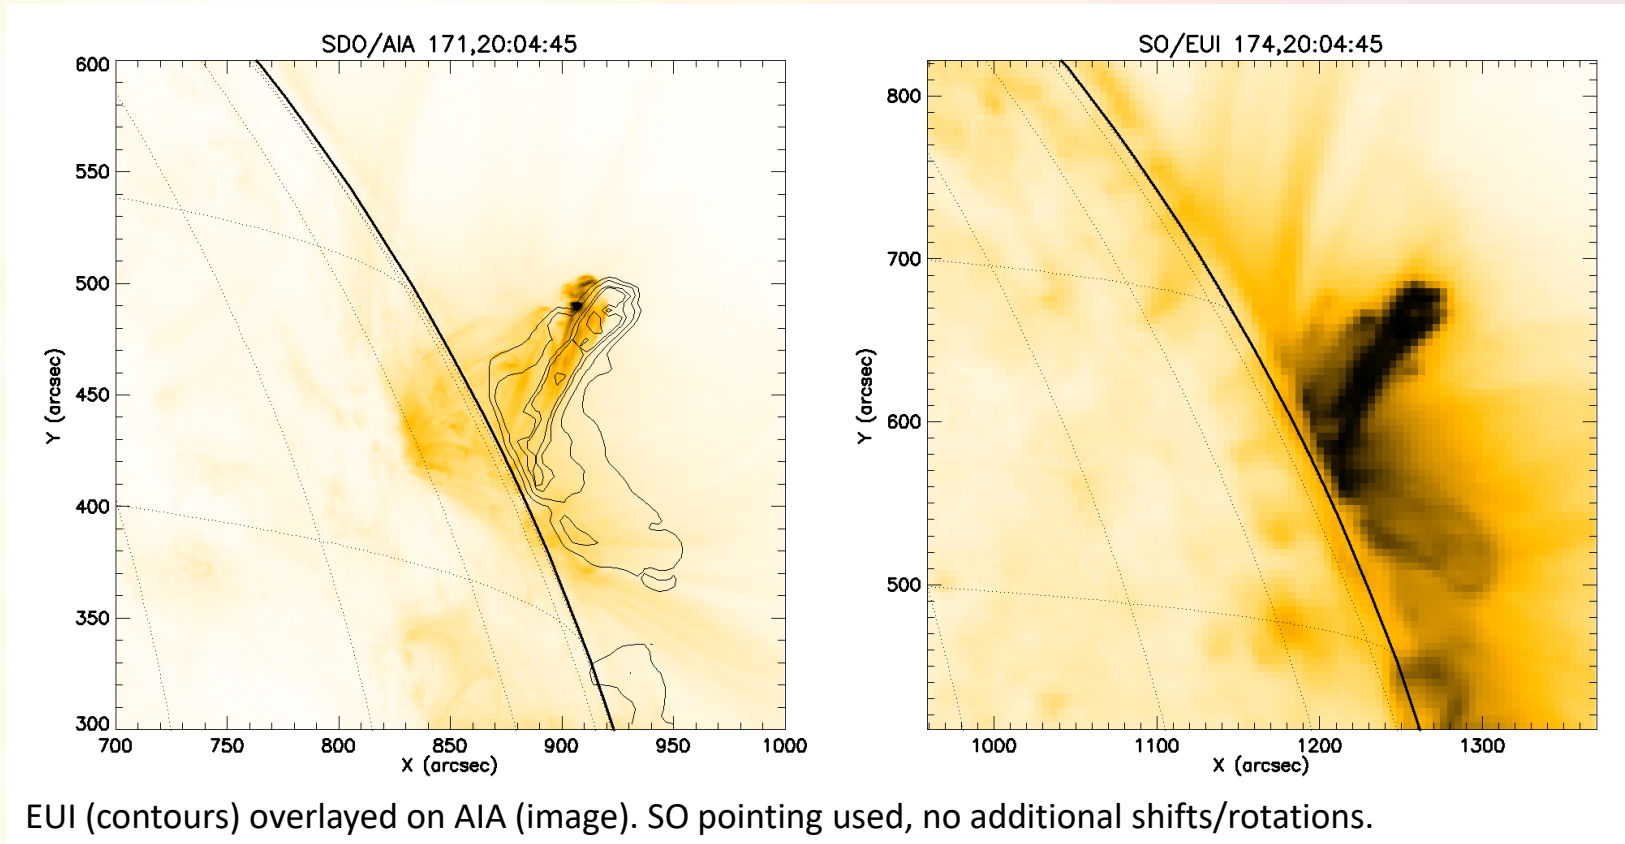 SDO/AIA 171,20:04:45
600
550
500
450
400
350
300
Y (arcsec)
700 750 800 850 900 950 1000
X (arcsec)
SO/EUI 174,20:04:45
800
700
600
500
Y (arcsec)
1000 1100 1200 1300
X (arcsec)
EUI (contours) overlayed on AIA (image). SO pointing used, no additional shifts/rotations.